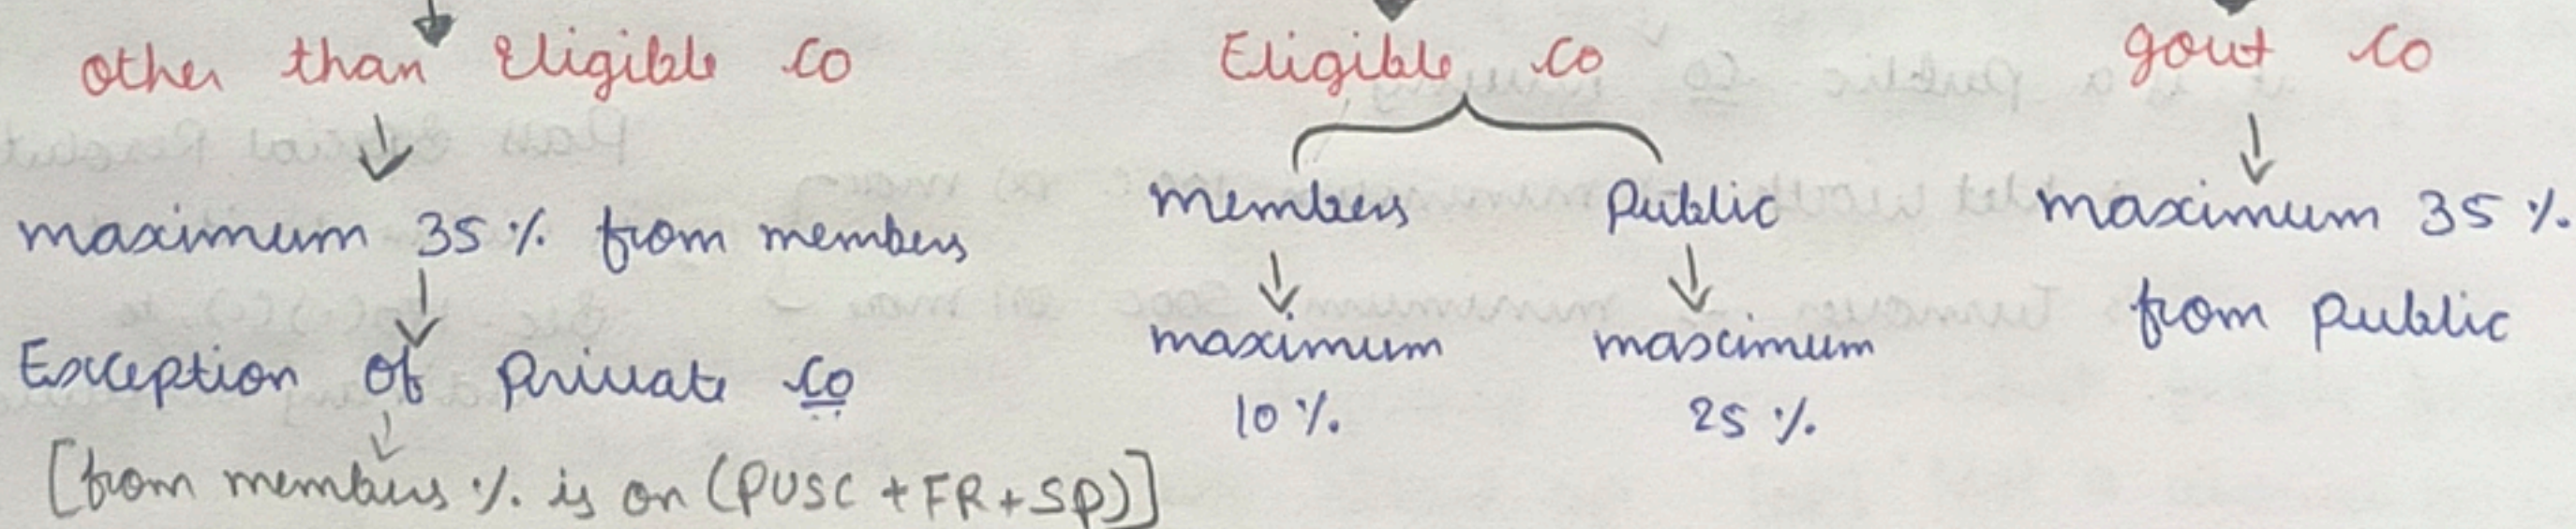 other than Eligible Co
maximum 35 % from members
Exception of Private Co
[from members % is on (PUSC + FR + SP)]
Eligible Co
members Public
maximum maximum
10 % 25 %
govt Co
maximum 35 %
from Public